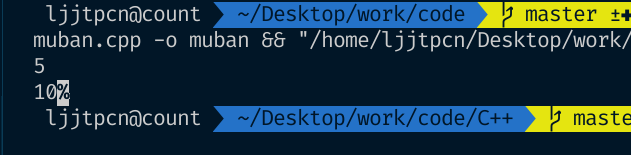 ljjtpcn@count ~/Desktop/work/code master ±✚
muban.cpp -o muban && "/home/ljjtpcn/Desktop/work/
5
10%
ljjtpcn@count ~/Desktop/work/code/C++ maste